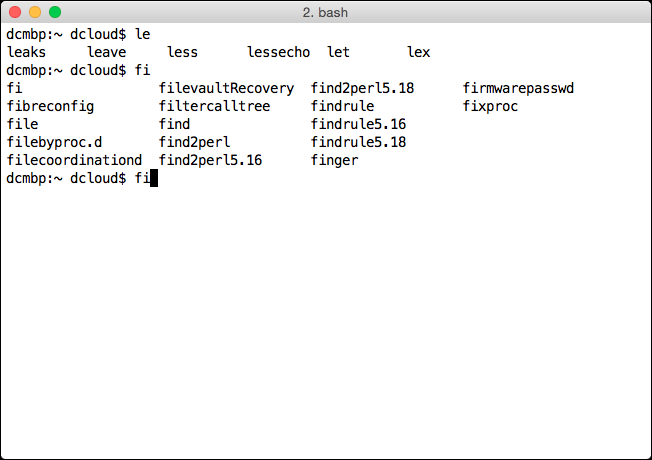 2. bash
dcmbp:~ dcloud$ le
leaks     leave     less      lessecho  let       lex
dcmbp:~ dcloud$ fi
fi                 filevaultRecovery  find2perl5.18      firmwarepasswd
fibreconfig        filtercalltree     findrule           fixproc
file               find               findrule5.16
filebyproc.d       find2perl          findrule5.18
filecoordinationd  find2perl5.16      finger
dcmbp:~ dcloud$ fi